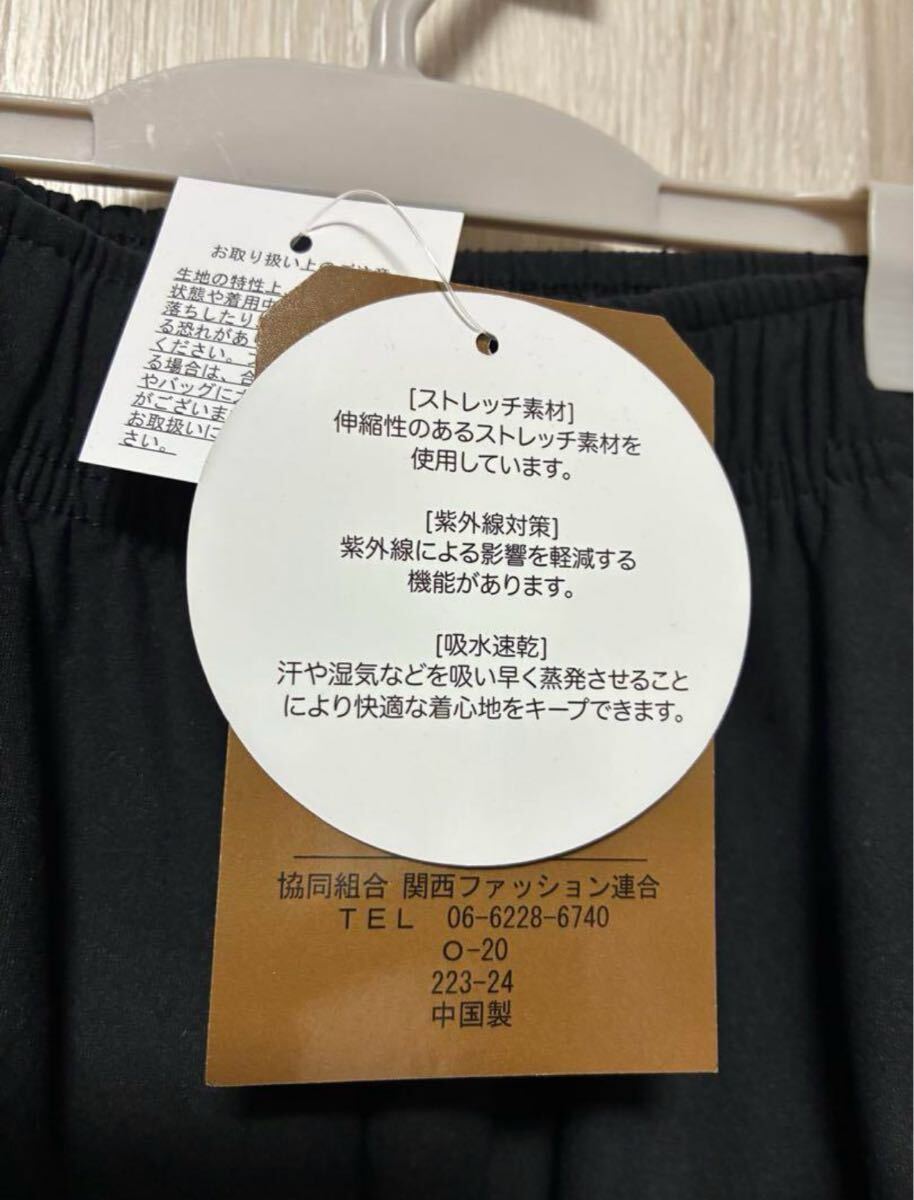 お取り扱い上の
生地の特性上
状態や着用中
落ちしたり
る恐れがあ
ください。
る場合は、合
やバッグに
がございま
お取扱いに
さい。
[ストレッチ素材]
伸縮性のあるストレッチ素材を
使用しています。
[紫外線対策]
紫外線による影響を軽減する
機能があります。
[吸水速乾]
汗や湿気などを吸い早く蒸発させること
により快適な着心地をキープできます。
協同組合 関西ファッション連合
TEL 06-6228-6740
O-20
223-24
中国製